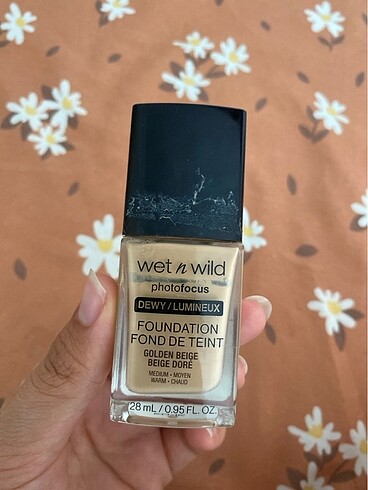 wet n wild
photofocus
DEWY/LUMINEUX
FOUNDATION
FOND DE TEINT
GOLDEN BEIGE
BEIGE DORÉ
MEDIUM • MOYEN
WARM • CHAUD
28 mL / 0.95 FL. OZ.